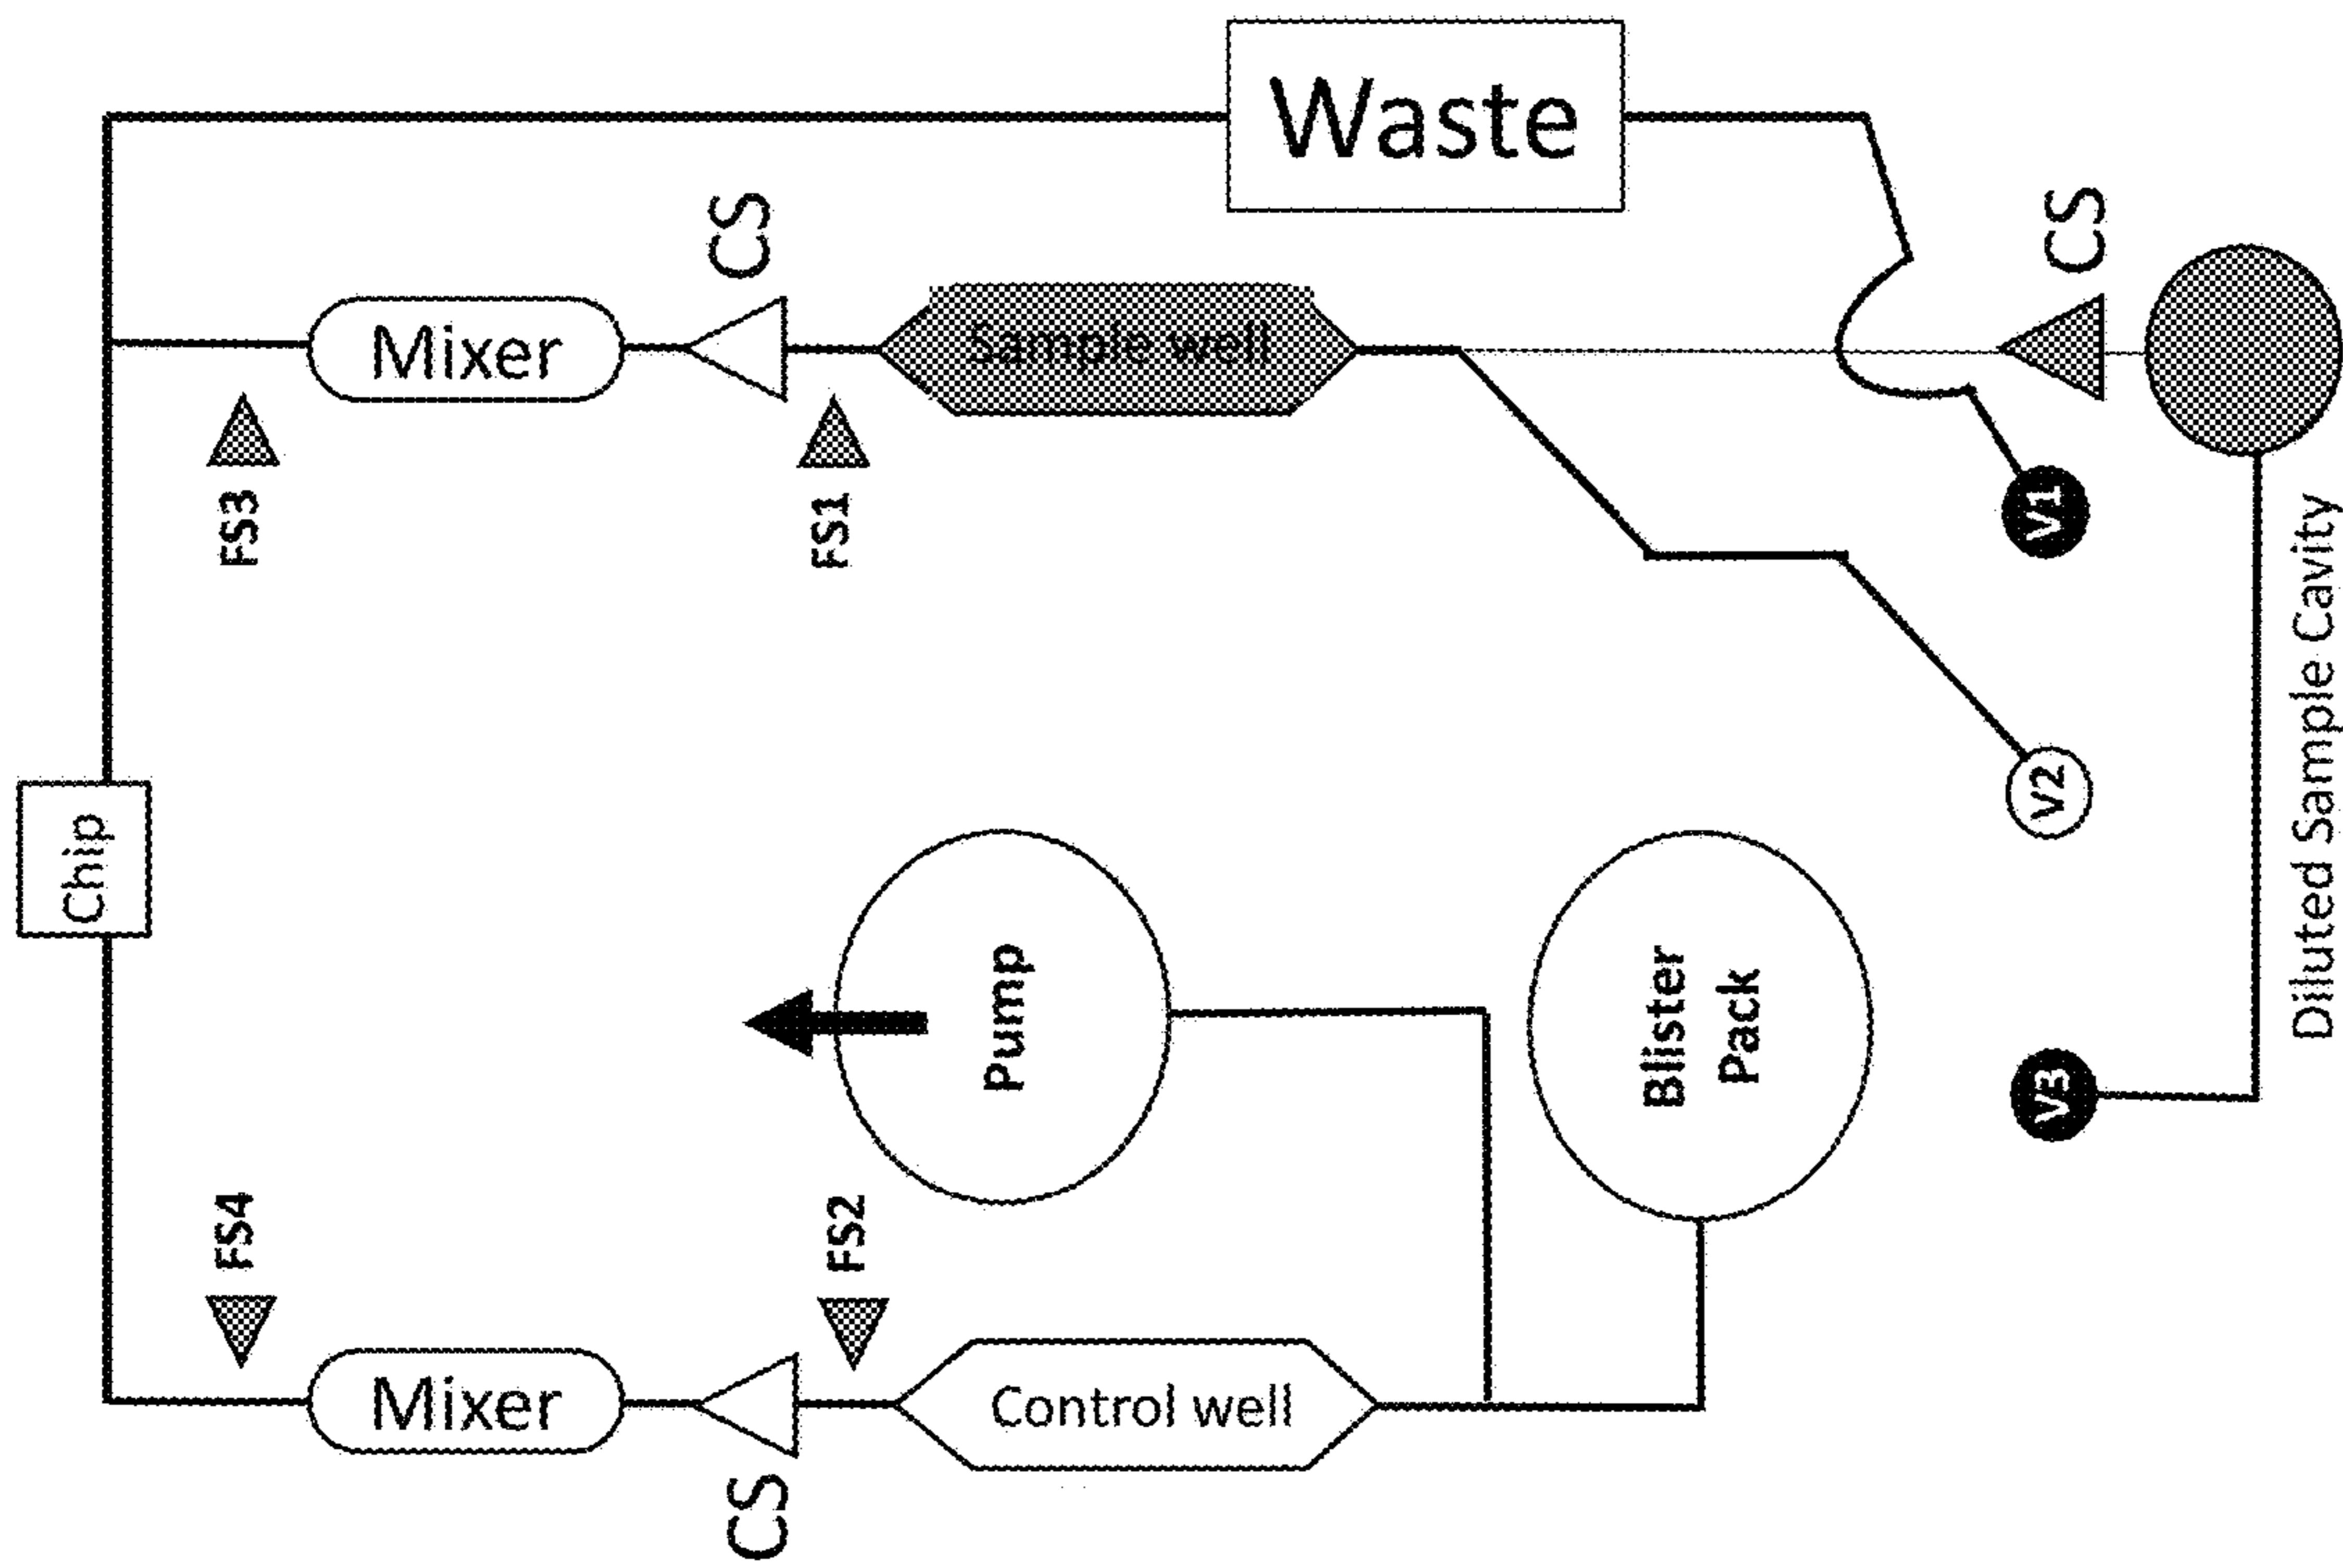 Waste
CS
CS
Mixer
Sample well
FS3
FS1
V1
Chip
V2
Pump
Blister
Pack
Diluted Sample Cavity
V3
FS4
FS2
Mixer
Control well
CS